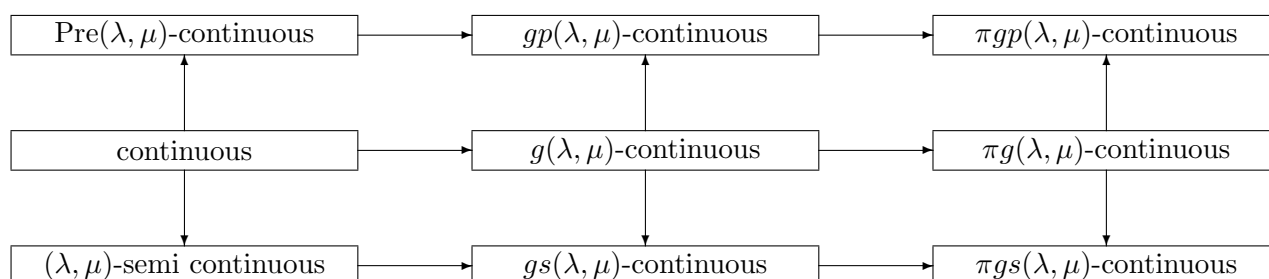 Pre(λ, μ)-continuous gp(λ, μ)-continuous πgp(λ, μ)-continuous
continuous g(λ, μ)-continuous πg(λ, μ)-continuous
(λ, μ)-semi continuous gs(λ, μ)-continuous πgs(λ, μ)-continuous